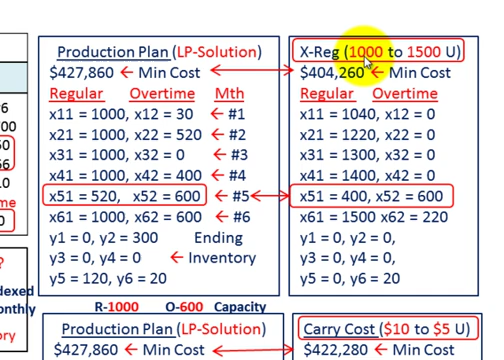 Production Plan (LP-Solution)
$427,860 ← Min Cost
Regular Overtime Mth
x11 = 1000, x12 = 30 ← #1
x21 = 1000, x22 = 520 ← #2
x31 = 1000, x32 = 0 ← #3
x41 = 1000, x42 = 400 ← #4
x51 = 520, x52 = 600 ← #5
x61 = 1000, x62 = 600 ← #6
y1 = 0, y2 = 300 Ending
y3 = 0, y4 = 0 ← Inventory
y5 = 120, y6 = 20
X-Reg (1000 to 1500 U)
$404,260 ← Min Cost
Regular Overtime
x11 = 1040, x12 = 0
x21 = 1220, x22 = 0
x31 = 1300, x32 = 0
x41 = 1400, x42 = 0
x51 = 400, x52 = 600
x61 = 1500 x62 = 220
y1 = 0, y2 = 0,
y3 = 0, y4 = 0,
y5 = 0, y6 = 20
R-1000 O-600 Capacity
Production Plan (LP-Solution)
$427,860 ← Min Cost
Carry Cost ($10 to $5 U)
$422,280 ← Min Cost